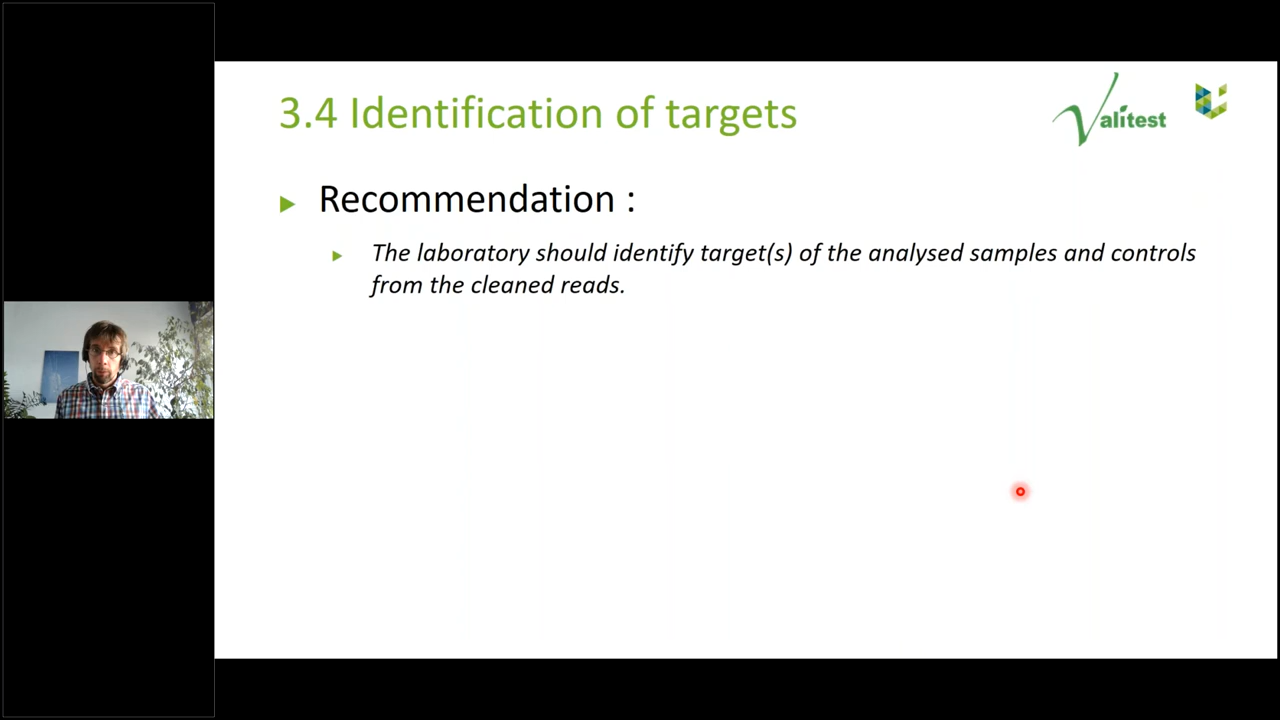 3.4 Identification of targets
Valitest
Recommendation :
The laboratory should identify target(s) of the analysed samples and controls
from the cleaned reads.